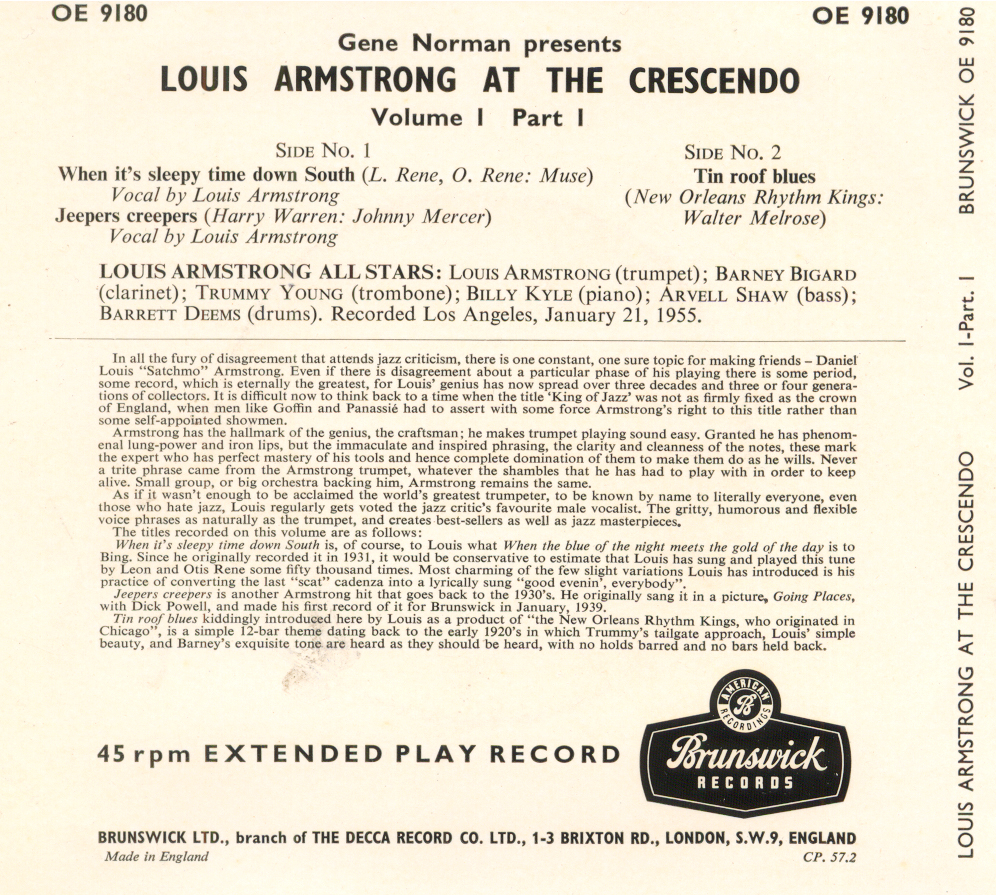 OE 9180
OE 9180
Gene Norman presents
LOUIS ARMSTRONG AT THE CRESCENDO
Volume 1 Part 1
SIDE No. 1
When it's sleepy time down South (L. Rene, O. Rene: Muse)
Vocal by Louis Armstrong
Jeepers creepers (Harry Warren: Johnny Mercer)
Vocal by Louis Armstrong
SIDE No. 2
Tin roof blues
(New Orleans Rhythm Kings:
Walter Melrose)
LOUIS ARMSTRONG ALL STARS: LOUIS ARMSTRONG (trumpet); BARNEY BIGARD
(clarinet); TRUMMY YOUNG (trombone); BILLY KYLE (piano); ARVELL SHAW (bass);
BARRETT DEEMS (drums). Recorded Los Angeles, January 21, 1955.
In all the fury of disagreement that attends jazz criticism, there is one constant, one sure topic for making friends – Daniel
Louis "Satchmo" Armstrong. Even if there is disagreement about a particular phase of his playing there is some period,
some record, which is eternally the greatest, for Louis' genius has now spread over three decades and three or four genera-
tions of collectors. It is difficult now to think back to a time when the title 'King of Jazz' was not as firmly fixed as the crown
of England, when men like Goffin and Panassié had to assert with some force Armstrong's right to this title rather than
some self-appointed showmen.
Armstrong has the hallmark of the genius, the craftsman; he makes trumpet playing sound easy. Granted he has phenom-
enal lung-power and iron lips, but the immaculate and inspired phrasing, the clarity and cleanness of the notes, these mark
the expert who has perfect mastery of his tools and hence complete domination of them to make them do as he wills. Never
a trite phrase came from the Armstrong trumpet, whatever the shambles that he has had to play with in order to keep
alive. Small group, or big orchestra backing him, Armstrong remains the same.
As if it wasn't enough to be acclaimed the world's greatest trumpeter, to be known by name to literally everyone, even
those who hate jazz, Louis regularly gets voted the jazz critic's favourite male vocalist. The gritty, humorous and flexible
voice phrases as naturally as the trumpet, and creates best-sellers as well as jazz masterpieces.
The titles recorded on this volume are as follows:
When it's sleepy time down South is, of course, to Louis what When the blue of the night meets the gold of the day is to
Bing. Since he originally recorded it in 1931, it would be conservative to estimate that Louis has sung and played this tune
by Leon and Otis Rene some fifty thousand times. Most charming of the few slight variations Louis has introduced is his
practice of converting the last "scat" cadenza into a lyrically sung "good evenin', everybody".
Jeepers creepers is another Armstrong hit that goes back to the 1930's. He originally sang it in a picture, Going Places,
with Dick Powell, and made his first record of it for Brunswick in January, 1939.
Tin roof blues kiddingly introduced here by Louis as a product of "the New Orleans Rhythm Kings, who originated in
Chicago", is a simple 12-bar theme dating back to the early 1920's in which Trummy's tailgate approach, Louis' simple
beauty, and Barney's exquisite tone are heard as they should be heard, with no holds barred and no bars held back.
45 rpm EXTENDED PLAY RECORD
AMERICAN
B
RECORDINGS
Brunswick
RECORDS
BRUNSWICK LTD., branch of THE DECCA RECORD CO. LTD., 1-3 BRIXTON RD., LONDON, S.W.9, ENGLAND
Made in England
CP. 57.2
LOUIS ARMSTRONG AT THE CRESCENDO Vol. 1-Part. 1 BRUNSWICK OE 9180